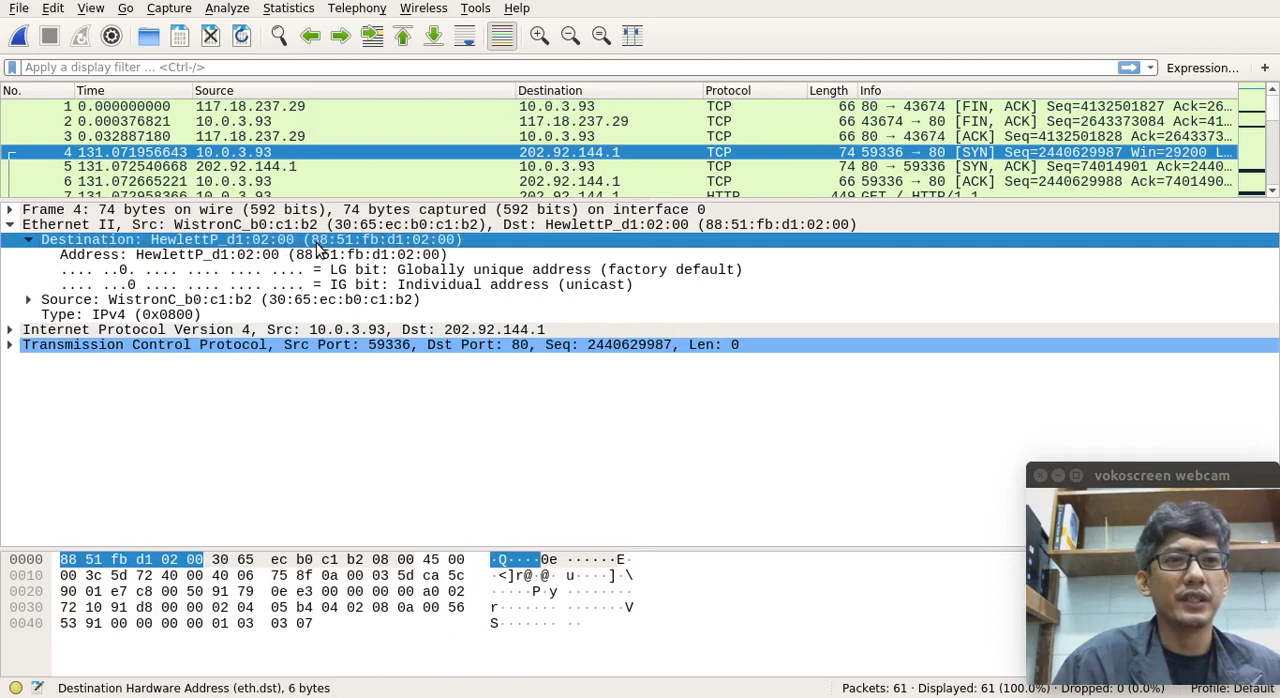 File Edit View Go Capture Analyze Statistics Telephony Wireless Tools Help
Apply a display filter ... <Ctrl-/> Expression... +
No. Time Source Destination Protocol Length Info
1 0.000000000 117.18.237.29 10.0.3.93 TCP 66 80 → 43674 [FIN, ACK] Seq=4132501827 Ack=26…
2 0.000376821 10.0.3.93 117.18.237.29 TCP 66 43674 → 80 [FIN, ACK] Seq=2643373084 Ack=41…
3 0.032887180 117.18.237.29 10.0.3.93 TCP 66 80 → 43674 [ACK] Seq=4132501828 Ack=2643373…
4 131.071956643 10.0.3.93 202.92.144.1 TCP 74 59336 → 80 [SYN] Seq=2440629987 Win=29200 L…
5 131.072540668 202.92.144.1 10.0.3.93 TCP 74 80 → 59336 [SYN, ACK] Seq=74014901 Ack=2440…
6 131.072665221 10.0.3.93 202.92.144.1 TCP 66 59336 → 80 [ACK] Seq=2440629988 Ack=7401490…
7 131.072958366 10.0.3.93 202.92.144.1 HTTP 449 GET / HTTP/1.1
Frame 4: 74 bytes on wire (592 bits), 74 bytes captured (592 bits) on interface 0
Ethernet II, Src: WistronC_b0:c1:b2 (30:65:ec:b0:c1:b2), Dst: HewlettP_d1:02:00 (88:51:fb:d1:02:00)
Destination: HewlettP_d1:02:00 (88:51:fb:d1:02:00)
Address: HewlettP_d1:02:00 (88:51:fb:d1:02:00)
.... ..0. .... .... .... .... = LG bit: Globally unique address (factory default)
.... ...0 .... .... .... .... = IG bit: Individual address (unicast)
Source: WistronC_b0:c1:b2 (30:65:ec:b0:c1:b2)
Type: IPv4 (0x0800)
Internet Protocol Version 4, Src: 10.0.3.93, Dst: 202.92.144.1
Transmission Control Protocol, Src Port: 59336, Dst Port: 80, Seq: 2440629987, Len: 0
vokoscreen webcam
0000 88 51 fb d1 02 00 30 65 ec b0 c1 b2 08 00 45 00 ·Q····0e ······E·
0010 00 3c 5d 72 40 00 40 06 75 8f 0a 00 03 5d ca 5c ·<]r@·@· u····]·\
0020 90 01 e7 c8 00 50 91 79 0e e3 00 00 00 00 a0 02 ·····P·y ········
0030 72 10 91 d8 00 00 02 04 05 b4 04 02 08 0a 00 56 r······· ·······V
0040 53 91 00 00 00 00 01 03 03 07 S······· ··
Destination Hardware Address (eth.dst), 6 bytes Packets: 61 · Displayed: 61 (100.0%) · Dropped: 0 (0.0%) Profile: Default